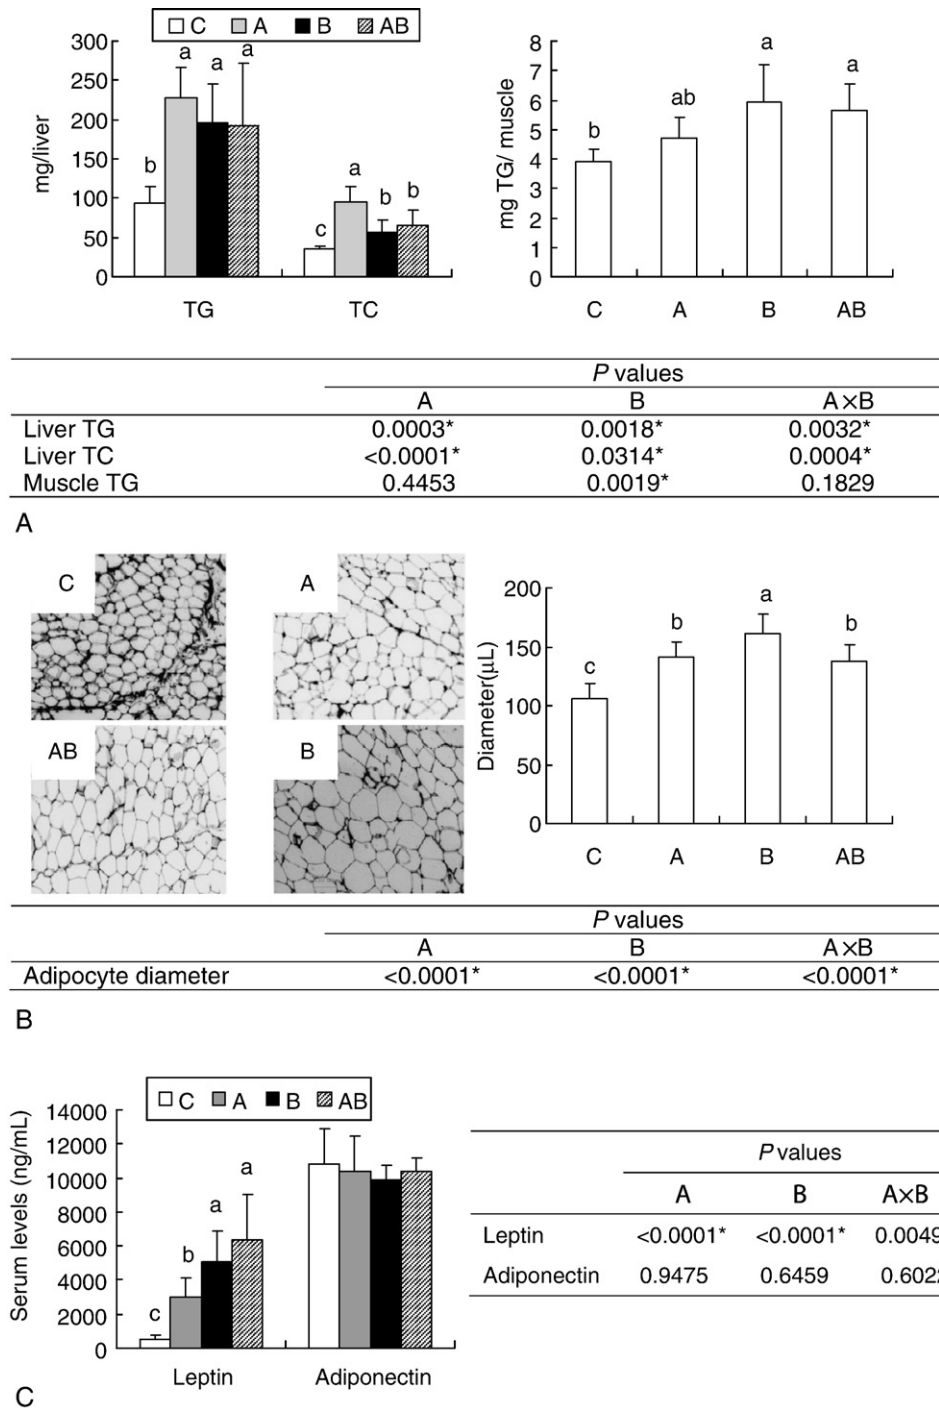 C A B AB
300
250
200
150
100
50
0
mg/liver
b a a a
c a b b
TG TC
8
7
6
5
4
3
2
1
0
mg TG/ muscle
b ab a a
C A B AB
P values
A B A×B
Liver TG 0.0003* 0.0018* 0.0032*
Liver TC <0.0001* 0.0314* 0.0004*
Muscle TG 0.4453 0.0019* 0.1829
A
C A
AB B
200
150
100
50
0
Diameter(μL)
c b a b
C A B AB
P values
A B A×B
Adipocyte diameter <0.0001* <0.0001* <0.0001*
B
C A B AB
14000
12000
10000
8000
6000
4000
2000
0
Serum levels (ng/mL)
c b a a
Leptin Adiponectin
P values
A B A×B
Leptin <0.0001* <0.0001* 0.0049
Adiponectin 0.9475 0.6459 0.602
C